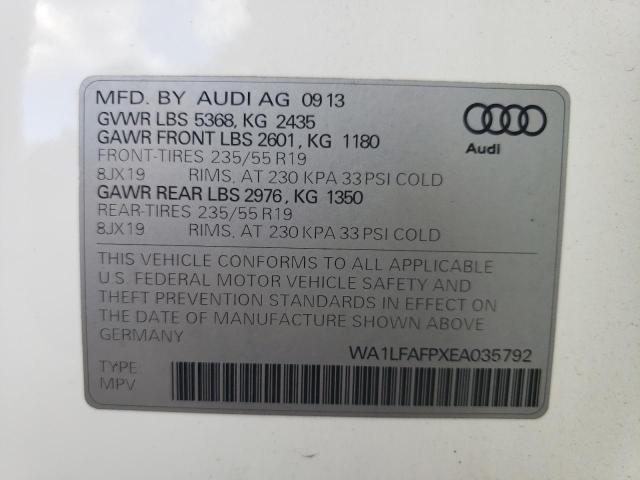 MFD. BY AUDI AG 09 13
GVWR LBS 5368, KG 2435
GAWR FRONT LBS 2601, KG 1180
FRONT-TIRES 235/55 R19
8JX19 RIMS, AT 230 KPA 33 PSI COLD
GAWR REAR LBS 2976, KG 1350
REAR-TIRES 235/55 R19
8JX19 RIMS, AT 230 KPA 33 PSI COLD
Audi
THIS VEHICLE CONFORMS TO ALL APPLICABLE
U.S. FEDERAL MOTOR VEHICLE SAFETY AND
THEFT PREVENTION STANDARDS IN EFFECT ON
THE DATE OF MANUFACTURE SHOWN ABOVE
GERMANY
WA1LFAFPXEA035792
TYPE:
MPV